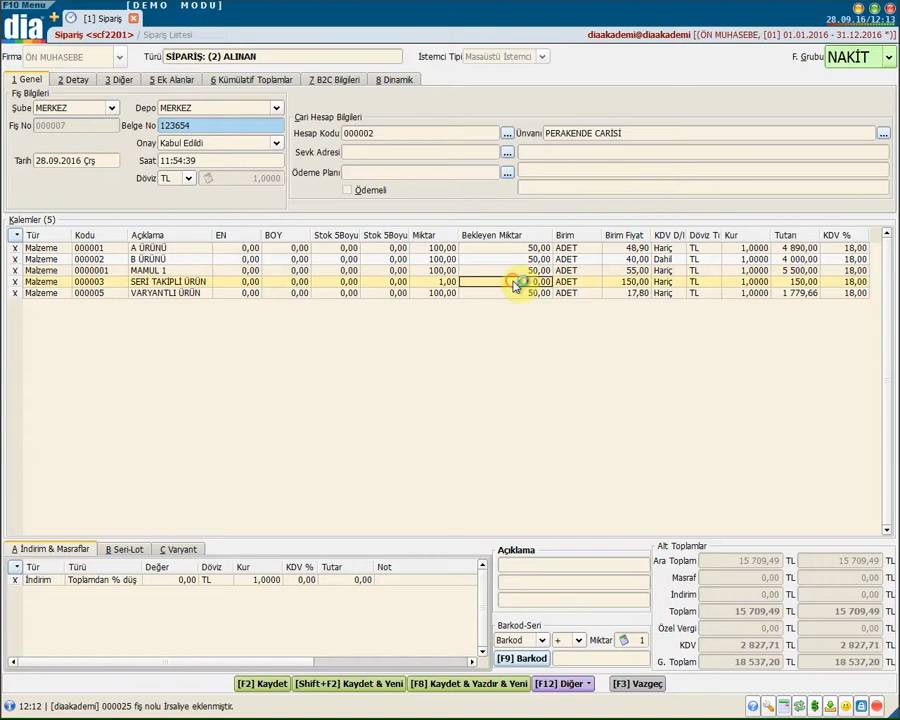 F10 Menu [ D E M O   M O D U ]
dia [1] Sipariş 28.09.16/12:13
Sipariş <scf2201> Sipariş Listesi diaakademi@diaakademi / ÖN MUHASEBE, [01] 01.01.2016 - 31.12.2016 *)
Firma ÖN MUHASEBE Türü SİPARİŞ: (2) ALINAN İstemci Tipi Masaüstü İstemci F. Grubu NAKİT
1 Genel 2 Detay 3 Diğer 5 Ek Alanlar 6 Kümülatif Toplamlar 7 B2C Bilgileri 8 Dinamik
Fiş Bilgileri
Şube MERKEZ Depo MERKEZ
Fiş No 000007 Belge No 123654
Onay Kabul Edildi
Tarih 28.09.2016 Çrş Saat 11:54:39
Döviz TL 1,0000
Çari Hesap Bilgileri
Hesap Kodu 000002 ... Ünvanı PERAKENDE CARİSİ ...
Sevk Adresi ...
Ödeme Planı ...
Ödemeli
Kalemler (5)
Tür Kodu Açıklama EN BOY Stok 5Boyu Stok 5Boyu Miktar Bekleyen Miktar Birim Birim Fiyat KDV D/I Döviz Tı Kur Tutarı KDV %
X Malzeme 000001 A ÜRÜNÜ 0,00 0,00 0,00 0,00 100,00 50,00 ADET 48,90 Hariç TL 1,0000 4 890,00 18,00
X Malzeme 000002 B ÜRÜNÜ 0,00 0,00 0,00 0,00 100,00 50,00 ADET 40,00 Dahil TL 1,0000 4 000,00 18,00
X Malzeme 0000001 MAMUL 1 0,00 0,00 0,00 0,00 100,00 50,00 ADET 55,00 Hariç TL 1,0000 5 500,00 18,00
X Malzeme 000003 SERI TAKİPLİ ÜRÜN 0,00 0,00 0,00 0,00 1,00 0,00 ADET 150,00 Hariç TL 1,0000 150,00 18,00
X Malzeme 000005 VARYANTLI ÜRÜN 0,00 0,00 0,00 0,00 100,00 50,00 ADET 17,80 Hariç TL 1,0000 1 779,66 18,00
A İndirim & Masraflar B Seri-Lot C Varyant
Tür Türü Değer Döviz Kur KDV % Tutar Not
X İndirim Toplamdan % düş 0,00 TL 1,0000 0,00 0,00
Açıklama
Barkod-Seri
Barkod + Miktar 1
[F9] Barkod
Alt Toplamlar
Ara Toplam 15 709,49 TL 15 709,49 TL
Masraf 0,00 TL 0,00 TL
İndirim 0,00 TL 0,00 TL
Toplam 15 709,49 TL 15 709,49 TL
Özel Vergi 0,00 TL 0,00 TL
KDV 2 827,71 TL 2 827,71 TL
G. Toplam 18 537,20 TL 18 537,20 TL
[F2] Kaydet [Shift+F2] Kaydet & Yeni [F8] Kaydet & Yazdır & Yeni [F12] Diğer [F3] Vazgeç
12:12 | [diaakademi] 000025 fiş nolu İrsaliye eklenmiştir.